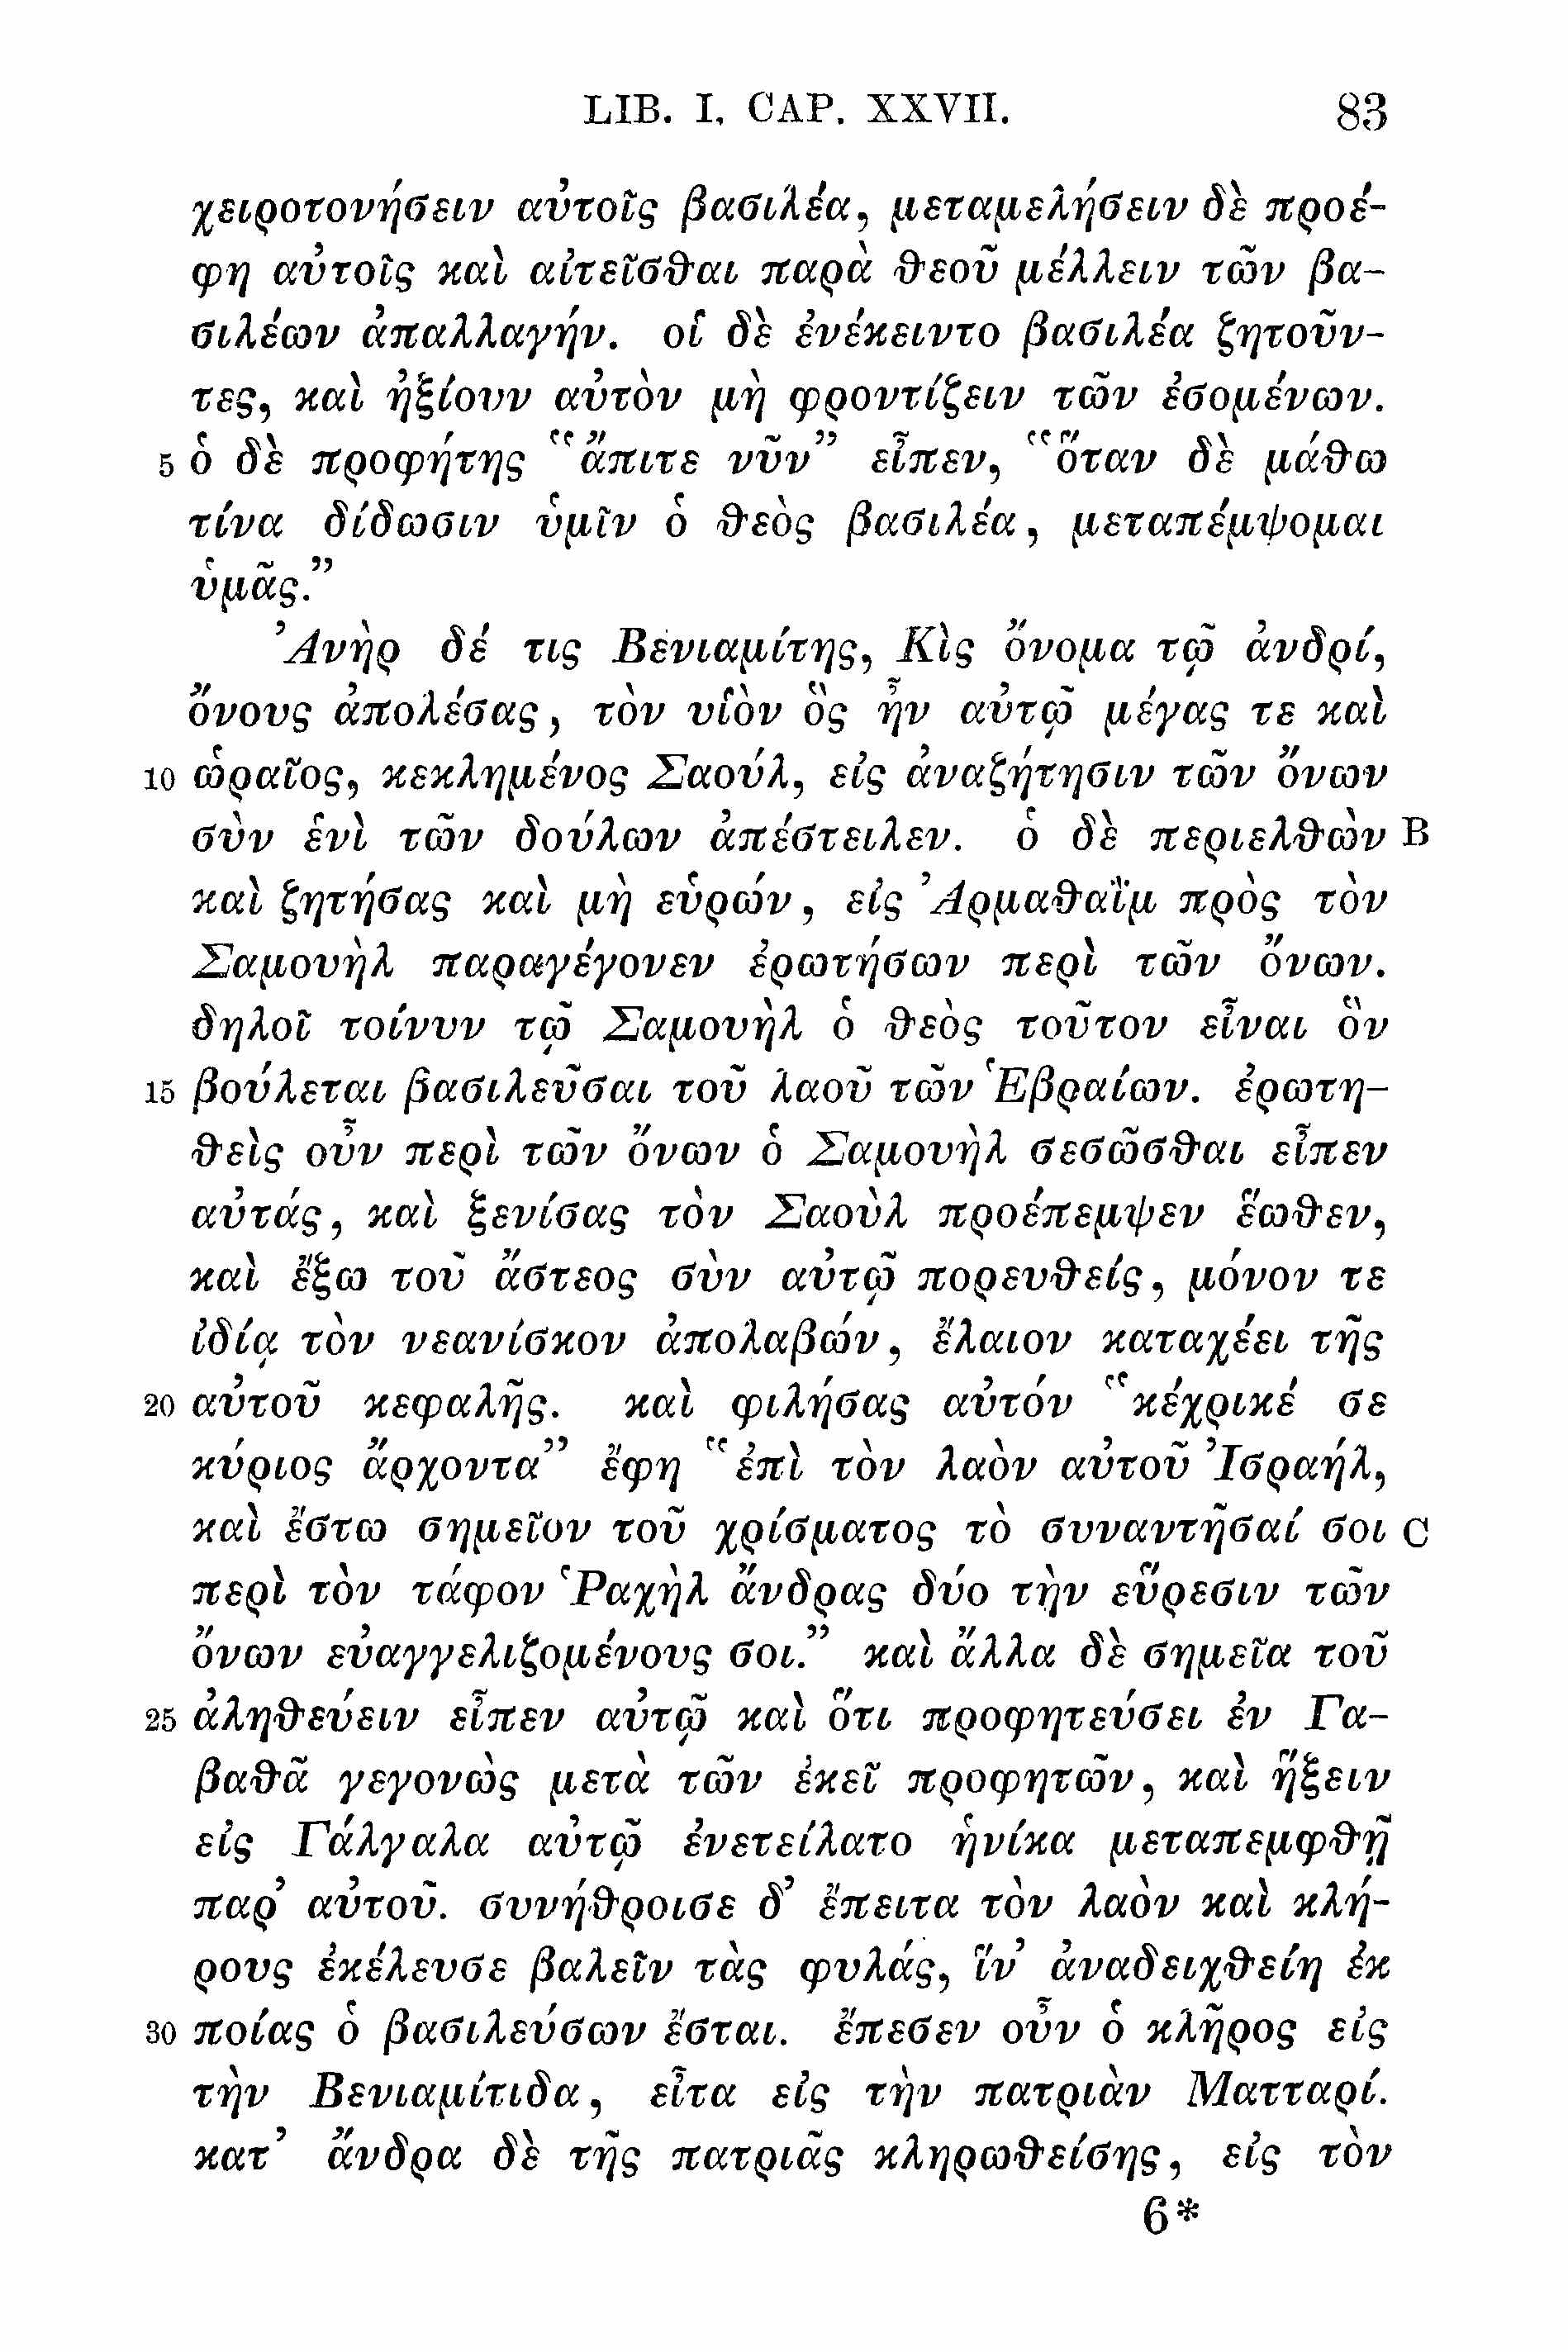 LIB. I. CAP. XXVII. 83
χειροτονήσειν αὐτοῖς βασιλέα, μεταμελήσειν δὲ προέ-
φη αὐτοῖς καὶ αἰτεῖσθαι παρὰ θεοῦ μέλλειν τῶν βα-
σιλέων ἀπαλλαγήν. οἱ δὲ ἐνέκειντο βασιλέα ζητοῦν-
τες, καὶ ἠξίουν αὐτὸν μὴ φροντίζειν τῶν ἐσομένων.
5 ὁ δὲ προφήτης “ἄπιτε νῦν” εἶπεν, “ὅταν δὲ μάθω
τίνα δίδωσιν ὑμῖν ὁ θεὸς βασιλέα, μεταπέμψομαι
ὑμᾶς.”
Ἀνὴρ δέ τις Βενιαμίτης, Κὶς ὄνομα τῷ ἀνδρί,
ὄνους ἀπολέσας, τὸν υἱὸν ὃς ἦν αὐτῷ μέγας τε καὶ
10 ὡραῖος, κεκλημένος Σαούλ, εἰς ἀναζήτησιν τῶν ὄνων
σὺν ἑνὶ τῶν δούλων ἀπέστειλεν. ὁ δὲ περιελθὼν B
καὶ ζητήσας καὶ μὴ εὑρών, εἰς Ἀρμαθαῒμ πρὸς τὸν
Σαμουὴλ παραγέγονεν ἐρωτήσων περὶ τῶν ὄνων.
δηλοῖ τοίνυν τῷ Σαμουὴλ ὁ θεὸς τοῦτον εἶναι ὃν
15 βούλεται βασιλεῦσαι τοῦ λαοῦ τῶν Ἑβραίων. ἐρωτη-
θεὶς οὖν περὶ τῶν ὄνων ὁ Σαμουὴλ σεσῶσθαι εἶπεν
αὐτάς, καὶ ξενίσας τὸν Σαοὺλ προέπεμψεν ἕωθεν,
καὶ ἔξω τοῦ ἄστεος σὺν αὐτῷ πορευθείς, μόνον τε
ἰδίᾳ τὸν νεανίσκον ἀπολαβών, ἔλαιον καταχέει τῆς
20 αὐτοῦ κεφαλῆς. καὶ φιλήσας αὐτόν “κέχρικέ σε
κύριος ἄρχοντα” ἔφη “ἐπὶ τὸν λαὸν αὐτοῦ Ἰσραήλ,
καὶ ἔστω σημεῖον τοῦ χρίσματος τὸ συναντῆσαί σοι C
περὶ τὸν τάφον Ῥαχὴλ ἄνδρας δύο τὴν εὕρεσιν τῶν
ὄνων εὐαγγελιζομένους σοι.” καὶ ἄλλα δὲ σημεῖα τοῦ
25 ἀληθεύειν εἶπεν αὐτῷ καὶ ὅτι προφητεύσει ἐν Γα-
βαθᾶ γεγονὼς μετὰ τῶν ἐκεῖ προφητῶν, καὶ ἥξειν
εἰς Γάλγαλα αὐτῷ ἐνετείλατο ἡνίκα μεταπεμφθῇ
παρ’ αὐτοῦ. συνήθροισε δ’ ἔπειτα τὸν λαὸν καὶ κλή-
ρους ἐκέλευσε βαλεῖν τὰς φυλάς, ἵν’ ἀναδειχθείη ἐκ
30 ποίας ὁ βασιλεύσων ἔσται. ἔπεσεν οὖν ὁ κλῆρος εἰς
τὴν Βενιαμίτιδα, εἶτα εἰς τὴν πατριὰν Ματταρί.
κατ’ ἄνδρα δὲ τῆς πατριᾶς κληρωθείσης, εἰς τὸν
6*